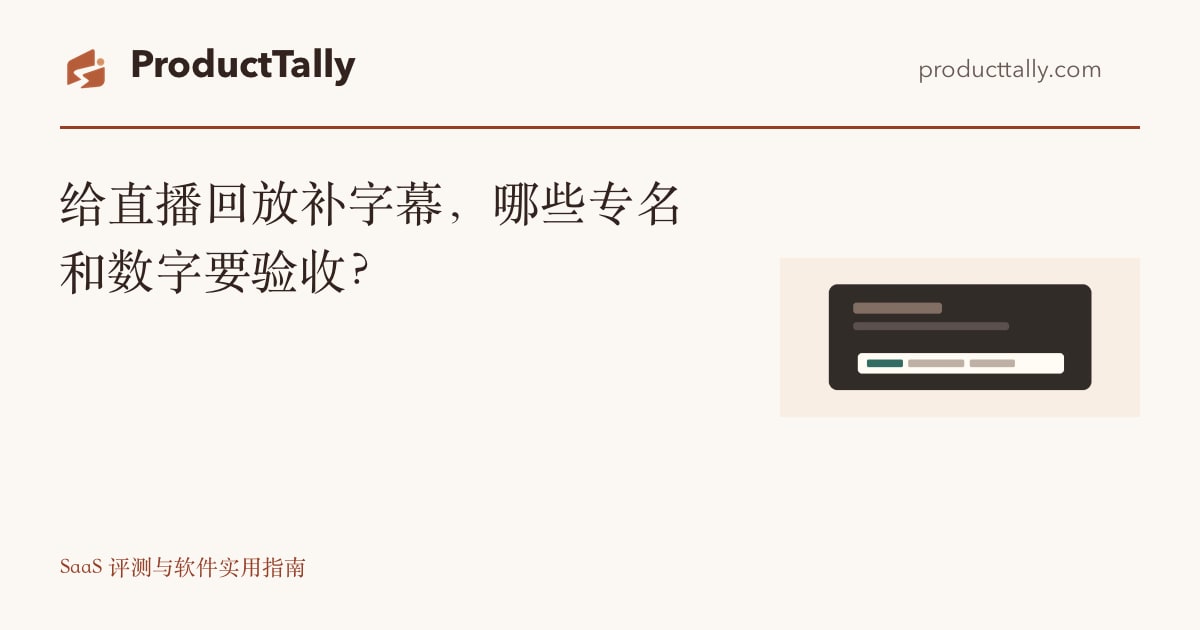 ProductTally
producttally.com
给直播回放补字幕，哪些专名
和数字要验收？
SaaS 评测与软件实用指南